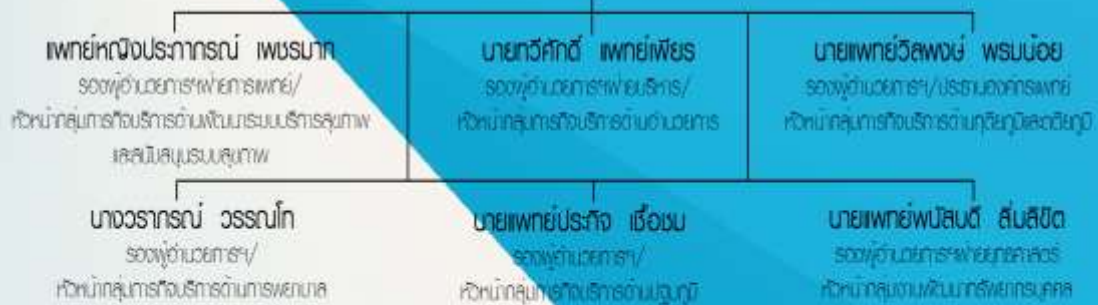 แพทย์หญิงประภากรณ์ เพชรมาก
รองผู้อำนวยการฯฝ่ายการแพทย์/
หัวหน้ากลุ่มภารกิจบริการด้านพัฒนาระบบบริการสุขภาพ
และสนับสนุนระบบสุขภาพ
นายทวีศักดิ์ แพทย์เพียร
รองผู้อำนวยการฯฝ่ายบริหาร/
หัวหน้ากลุ่มภารกิจบริการด้านอำนวยการ
นายแพทย์วิลพงษ์ พรมน้อย
รองผู้อำนวยการฯ/ประธานองค์กรแพทย์
หัวหน้ากลุ่มภารกิจบริการด้านทุติยภูมิและตติยภูมิ
นางวราภรณ์ วรรณโท
รองผู้อำนวยการฯ/
หัวหน้ากลุ่มภารกิจบริการด้านการพยาบาล
นายแพทย์ประกิจ เชื้อชม
รองผู้อำนวยการฯ/
หัวหน้ากลุ่มภารกิจบริการด้านปฐมภูมิ
นายแพทย์พนัสบดี ลิ่มลิขิต
รองผู้อำนวยการฯฝ่ายยุทธศาสตร์
หัวหน้ากลุ่มงานพัฒนาทรัพยากรบุคคล